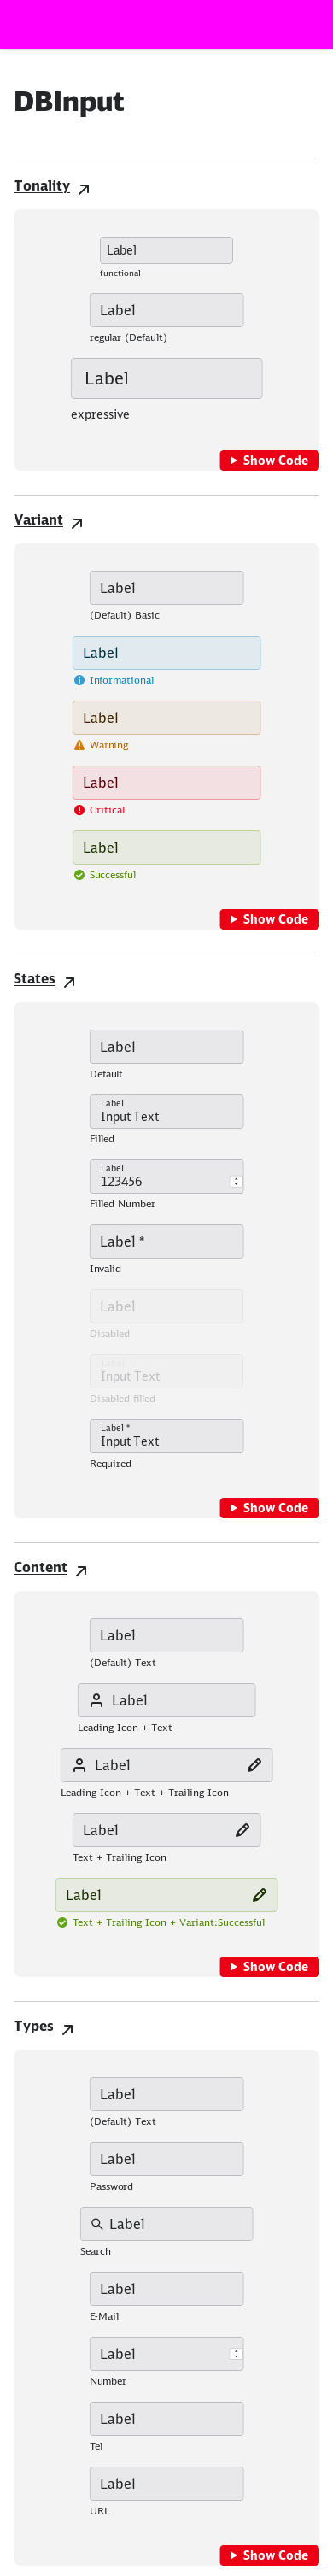 DBInput
Tonality
Label
functional
Label
regular (Default)
Label
expressive
Show Code
Variant
Label
(Default) Basic
Label
Informational
Label
Warning
Label
Critical
Label
Successful
Show Code
States
Label
Default
Label
Input Text
Filled
Label
123456
Filled Number
Label *
Invalid
Label
Disabled
Label
Input Text
Disabled filled
Label *
Input Text
Required
Show Code
Content
Label
(Default) Text
Label
Leading Icon + Text
Label
Leading Icon + Text + Trailing Icon
Label
Text + Trailing Icon
Label
Text + Trailing Icon + Variant:Successful
Show Code
Types
Label
(Default) Text
Label
Password
Label
Search
Label
E-Mail
Label
Number
Label
Tel
Label
URL
Show Code